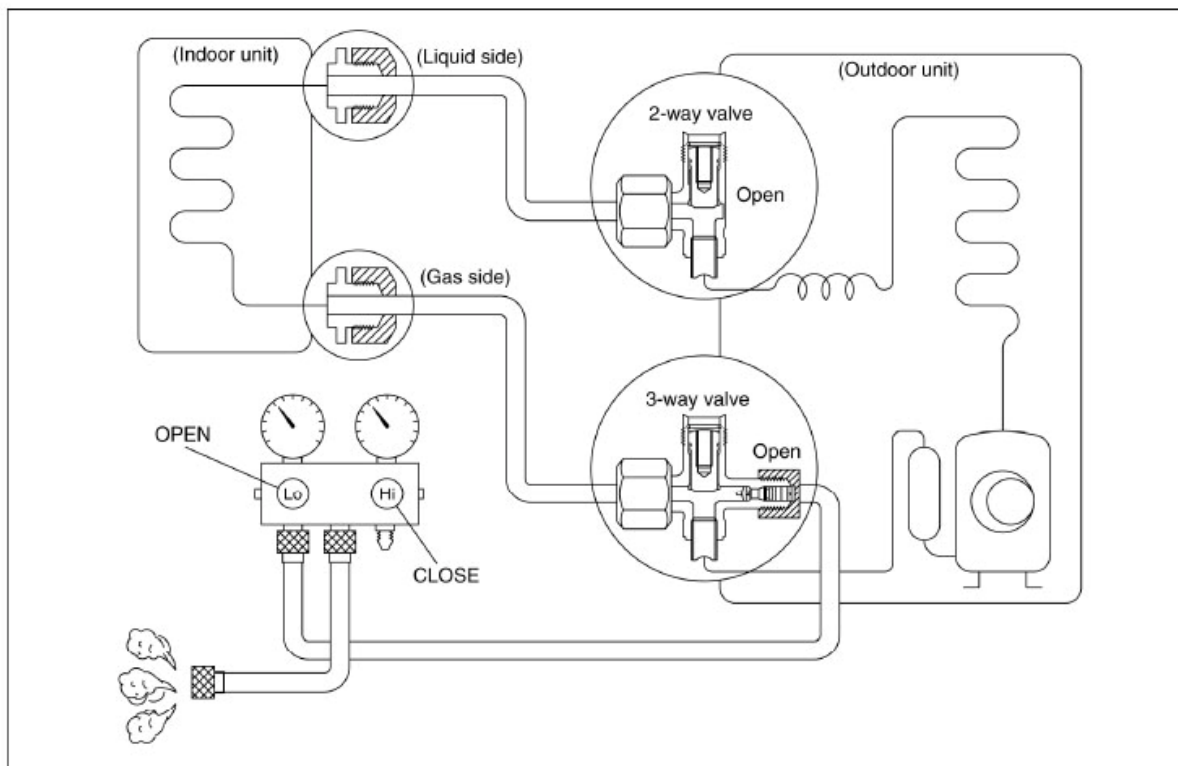 (Indoor unit)
(Liquid side)
(Outdoor unit)
2-way valve
Open
(Gas side)
3-way valve
Open
OPEN
Lo
Hi
CLOSE